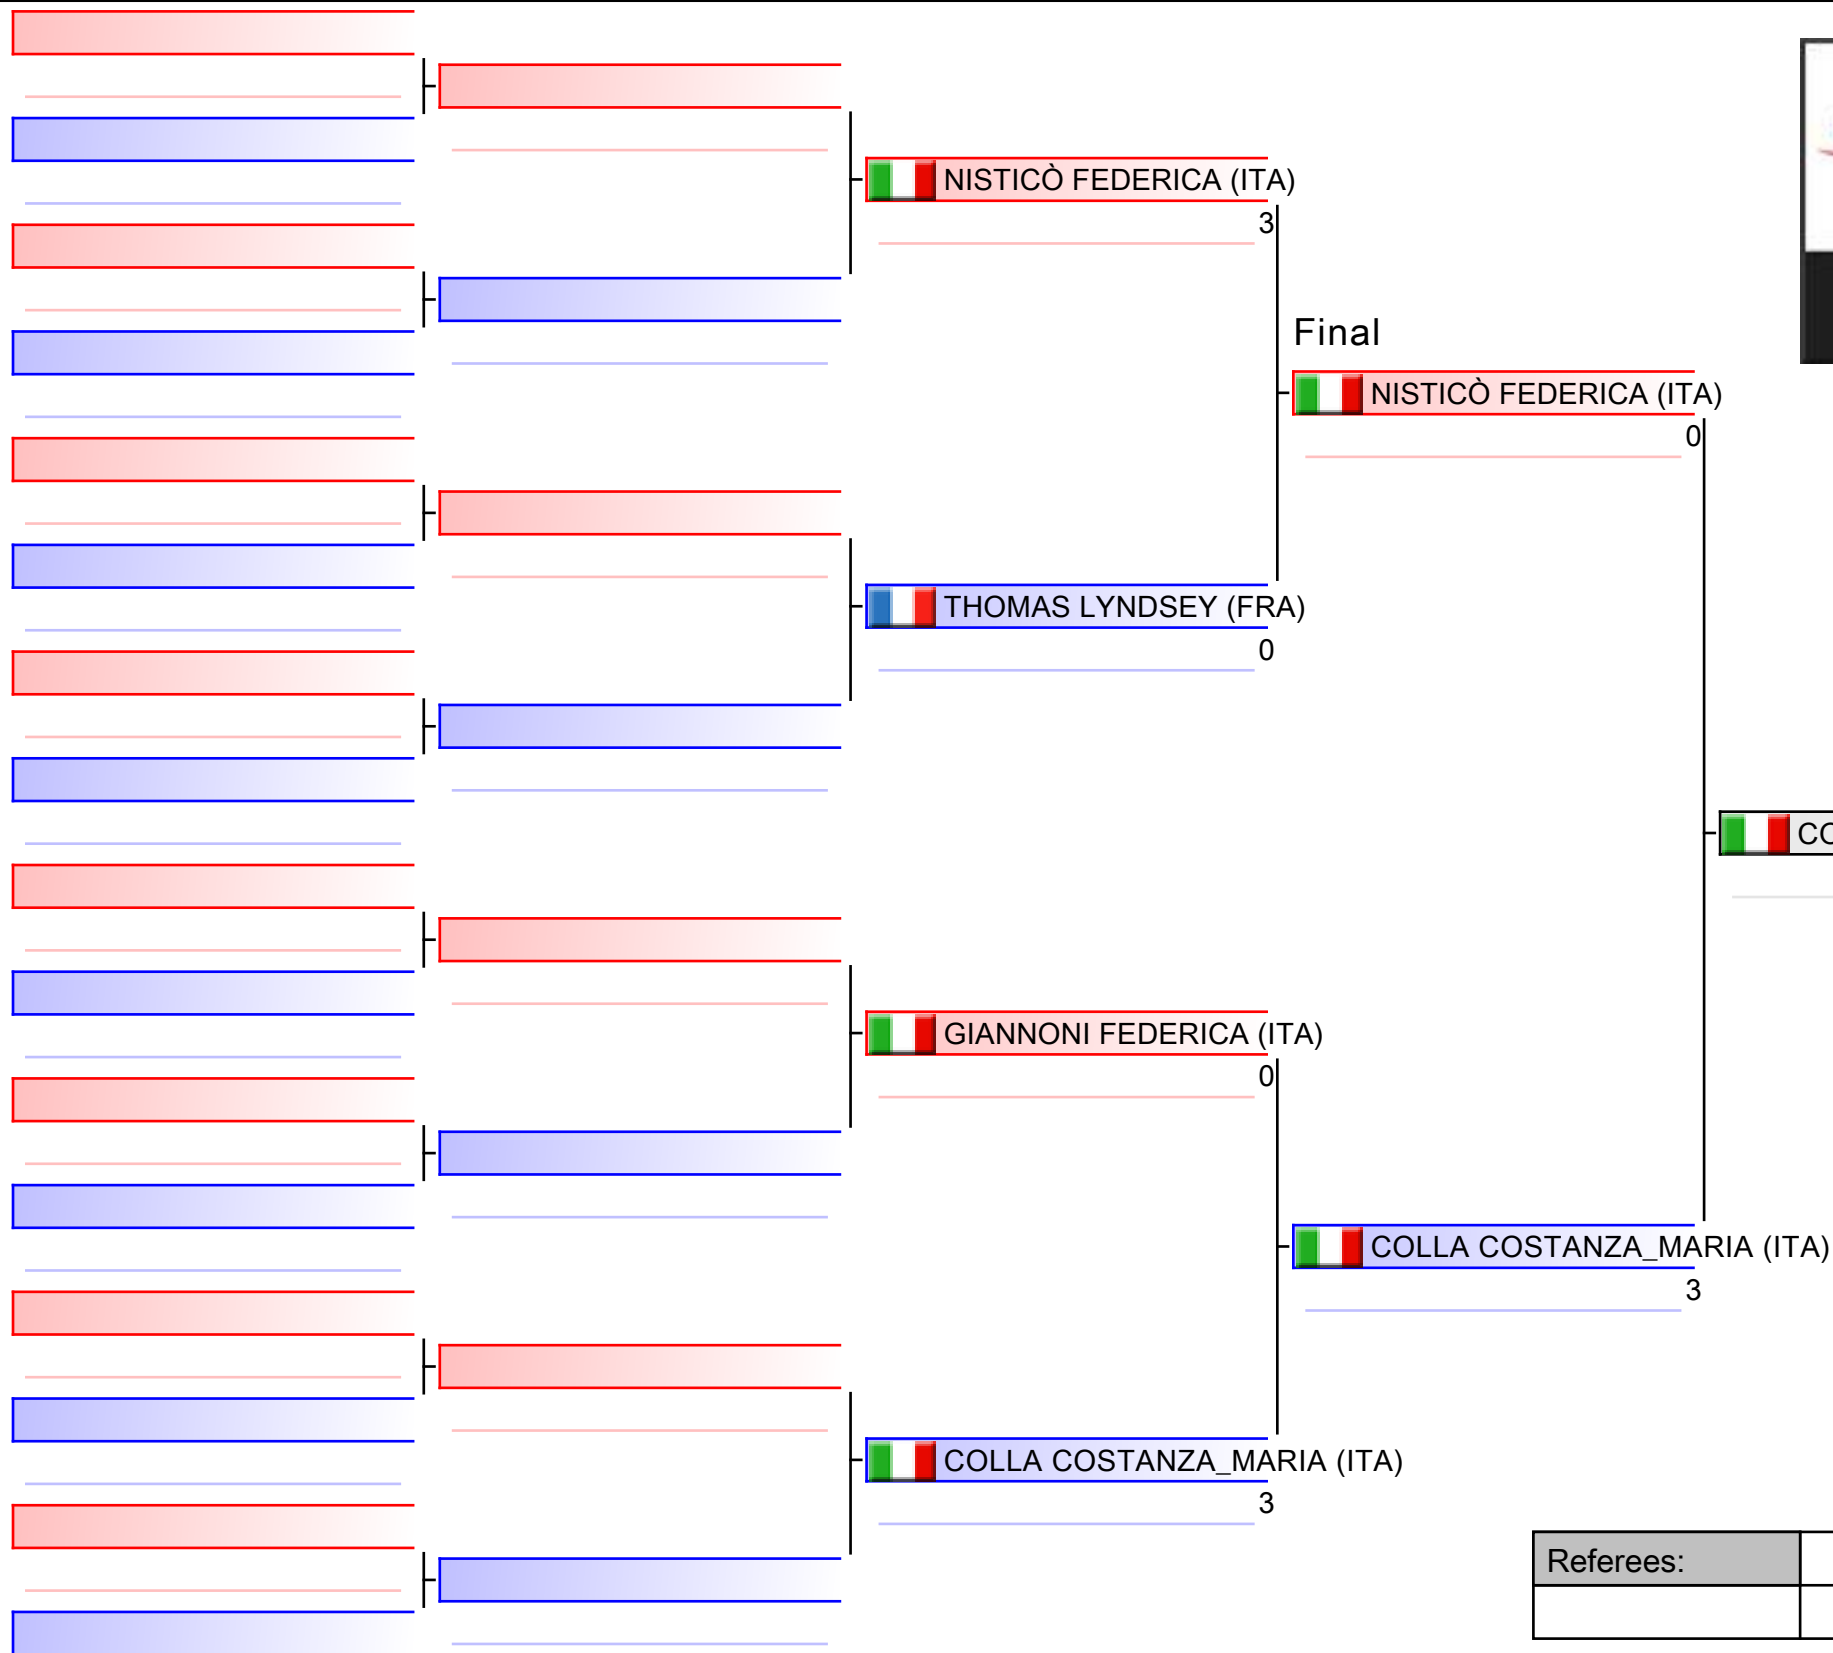 NISTICÒ FEDERICA (ITA)
3
Final
NISTICÒ FEDERICA (ITA)
0
THOMAS LYNDSEY (FRA)
0
CO
GIANNONI FEDERICA (ITA)
0
COLLA COSTANZA_MARIA (ITA)
3
COLLA COSTANZA_MARIA (ITA)
3
Referees: